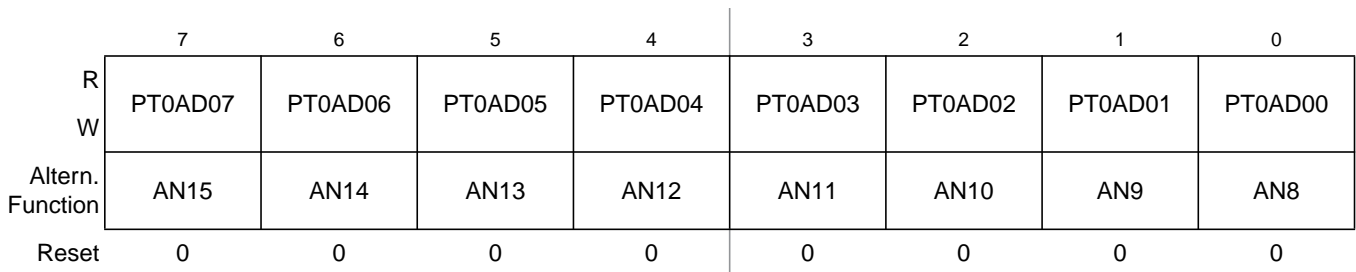 7 6 5 4 3 2 1 0
R
W
PT0AD07 PT0AD06 PT0AD05 PT0AD04 PT0AD03 PT0AD02 PT0AD01 PT0AD00
Altern.
Function
AN15 AN14 AN13 AN12 AN11 AN10 AN9 AN8
Reset 0 0 0 0 0 0 0 0